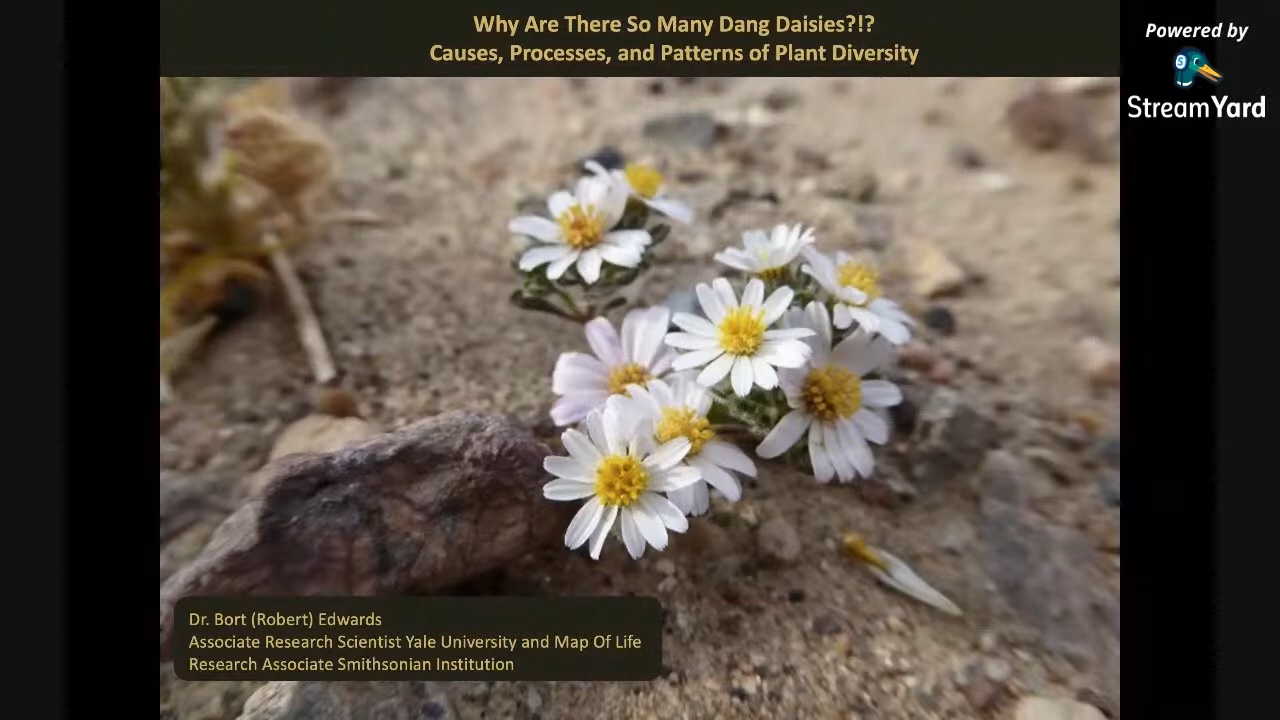 Why Are There So Many Dang Daisies?!?
Causes, Processes, and Patterns of Plant Diversity
Powered by
StreamYard
Dr. Bort (Robert) Edwards
Associate Research Scientist Yale University and Map Of Life
Research Associate Smithsonian Institution